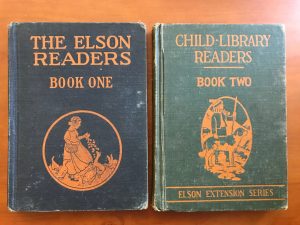 THE ELSON
READERS
BOOK ONE
CHILD-LIBRARY
READERS
BOOK TWO
ELSON EXTENSION SERIES